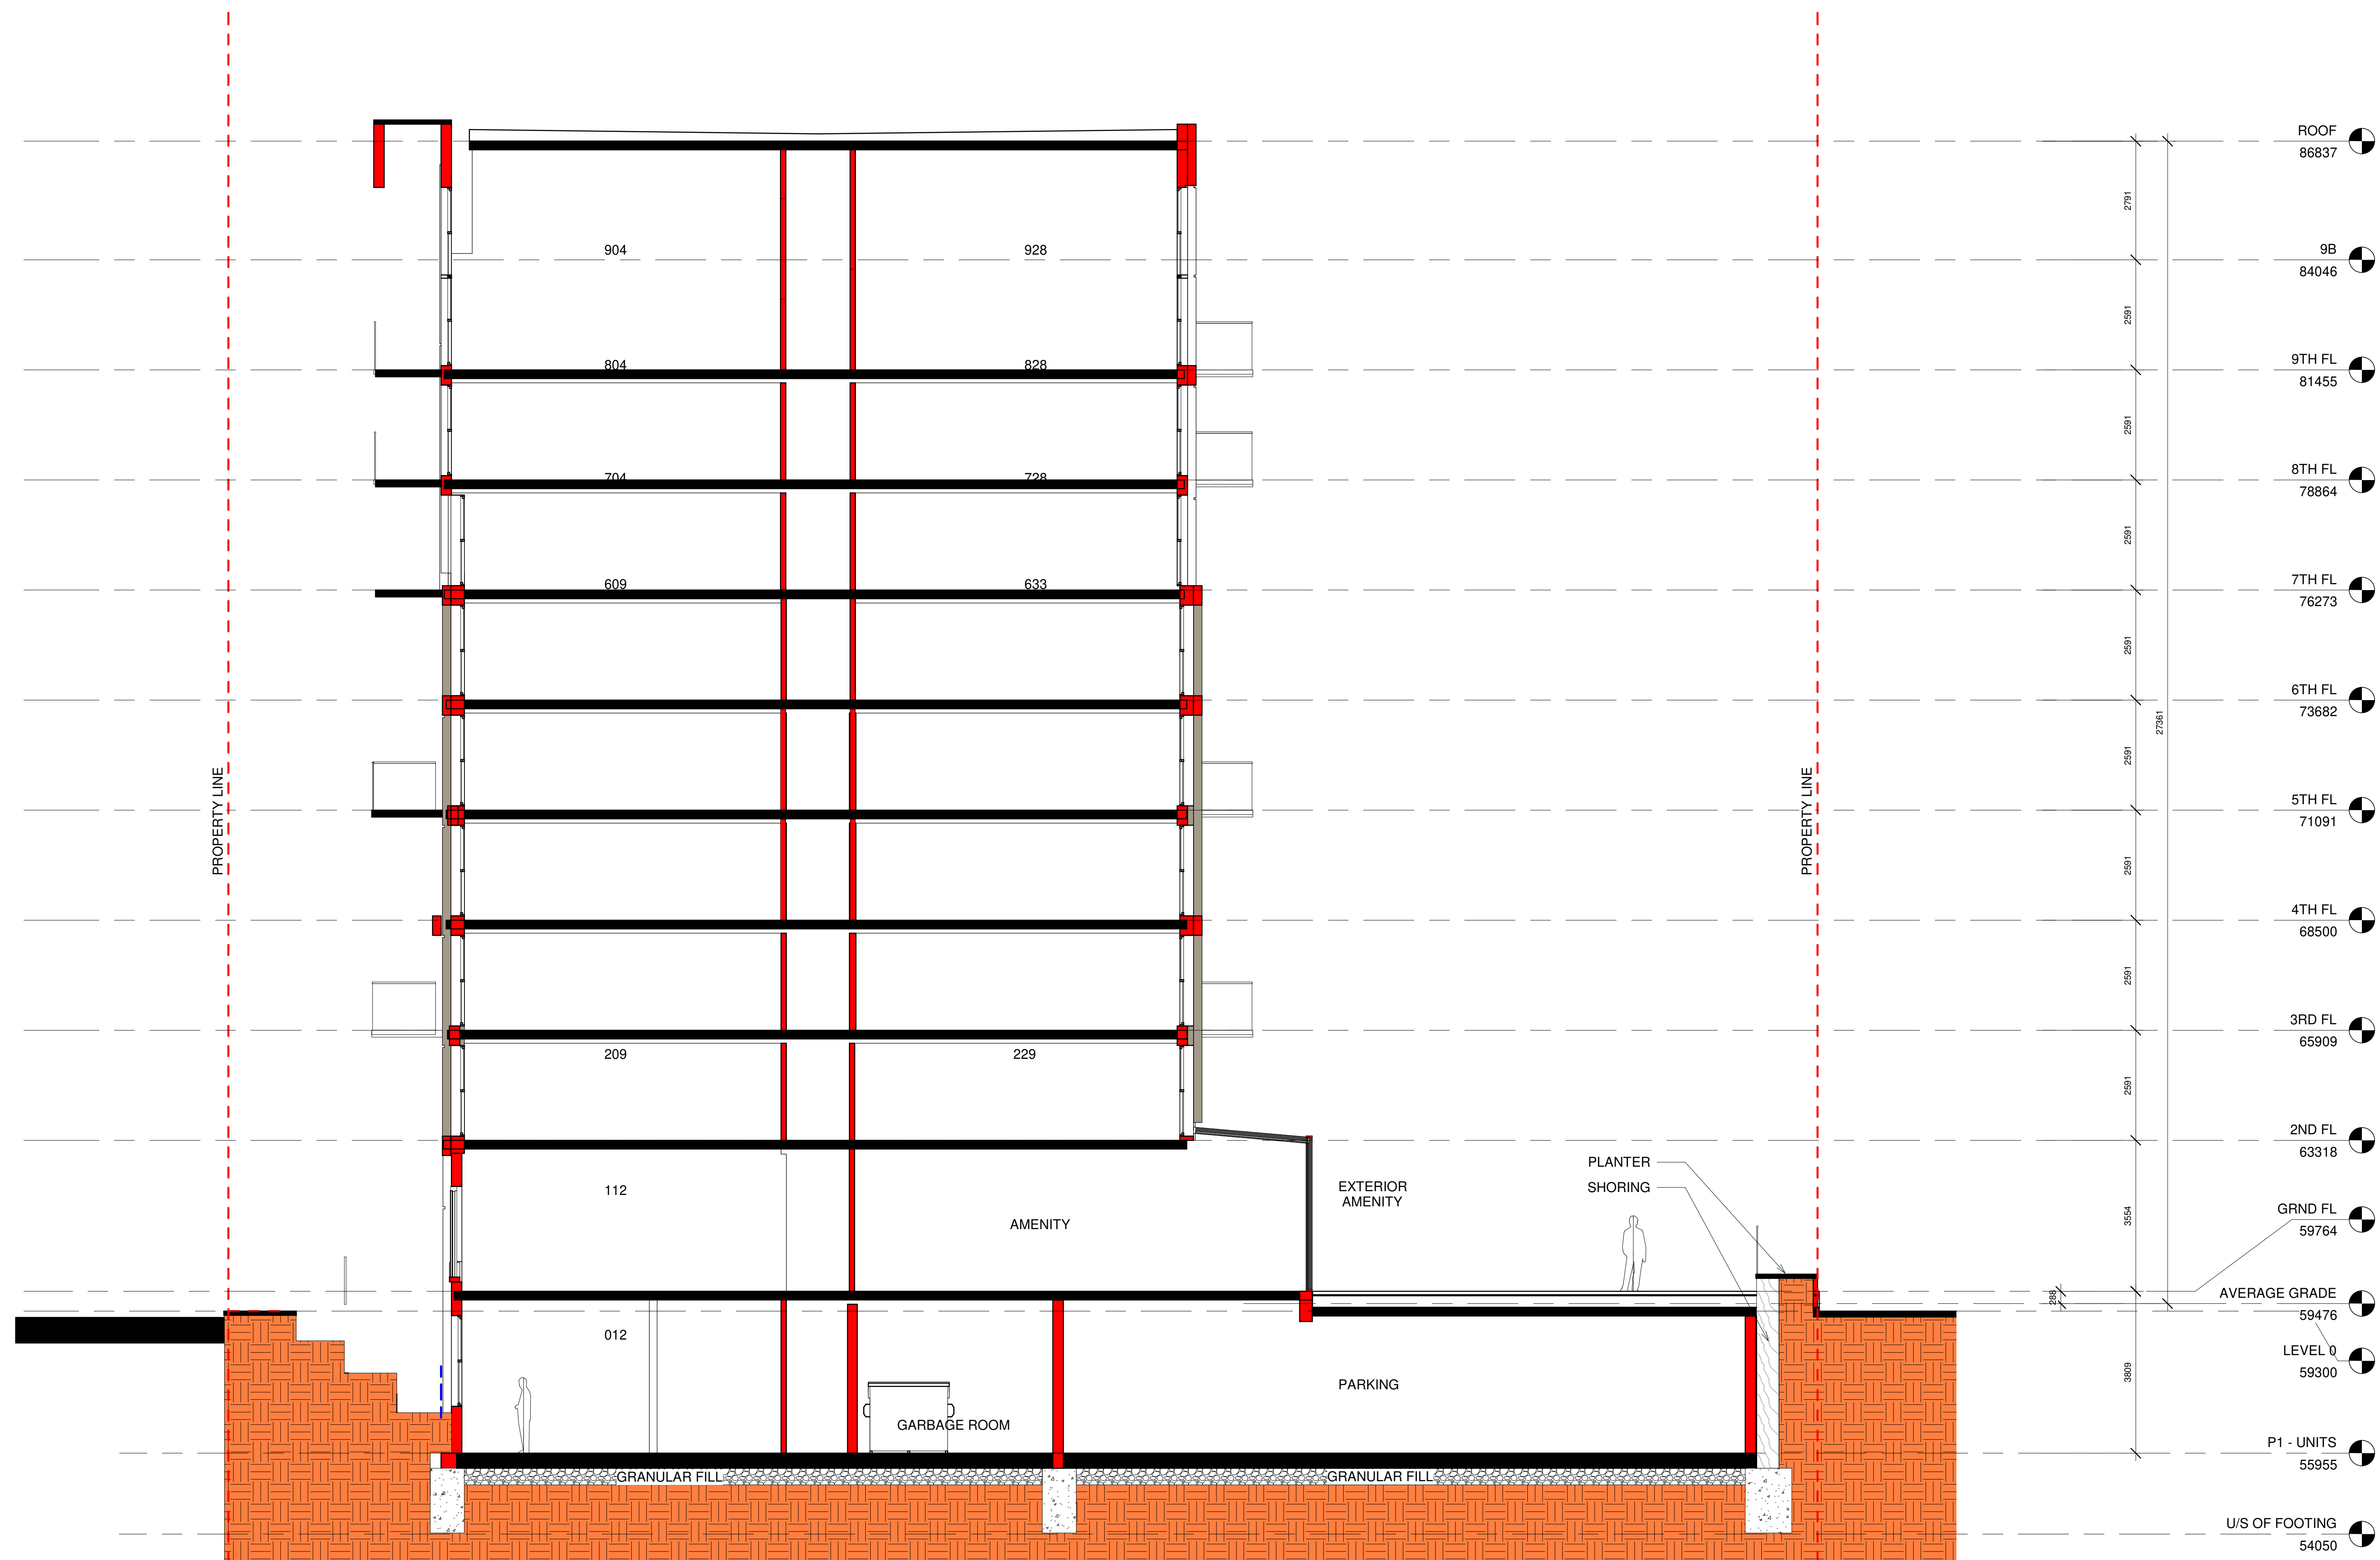 ROOF
86837
2791
904
928
9B
84046
2591
804
828
9TH FL
81455
2591
704
728
8TH FL
78864
2591
609
633
7TH FL
76273
2591
6TH FL
73682
27361
2591
PROPERTY LINE
PROPERTY LINE
5TH FL
71091
2591
4TH FL
68500
2591
3RD FL
65909
209
229
2591
2ND FL
63318
PLANTER
SHORING
112
EXTERIOR
AMENITY
AMENITY
3554
GRND FL
59764
288
AVERAGE GRADE
59476
012
LEVEL 0
59300
3809
PARKING
GARBAGE ROOM
P1 - UNITS
55955
GRANULAR FILL
GRANULAR FILL
U/S OF FOOTING
54050